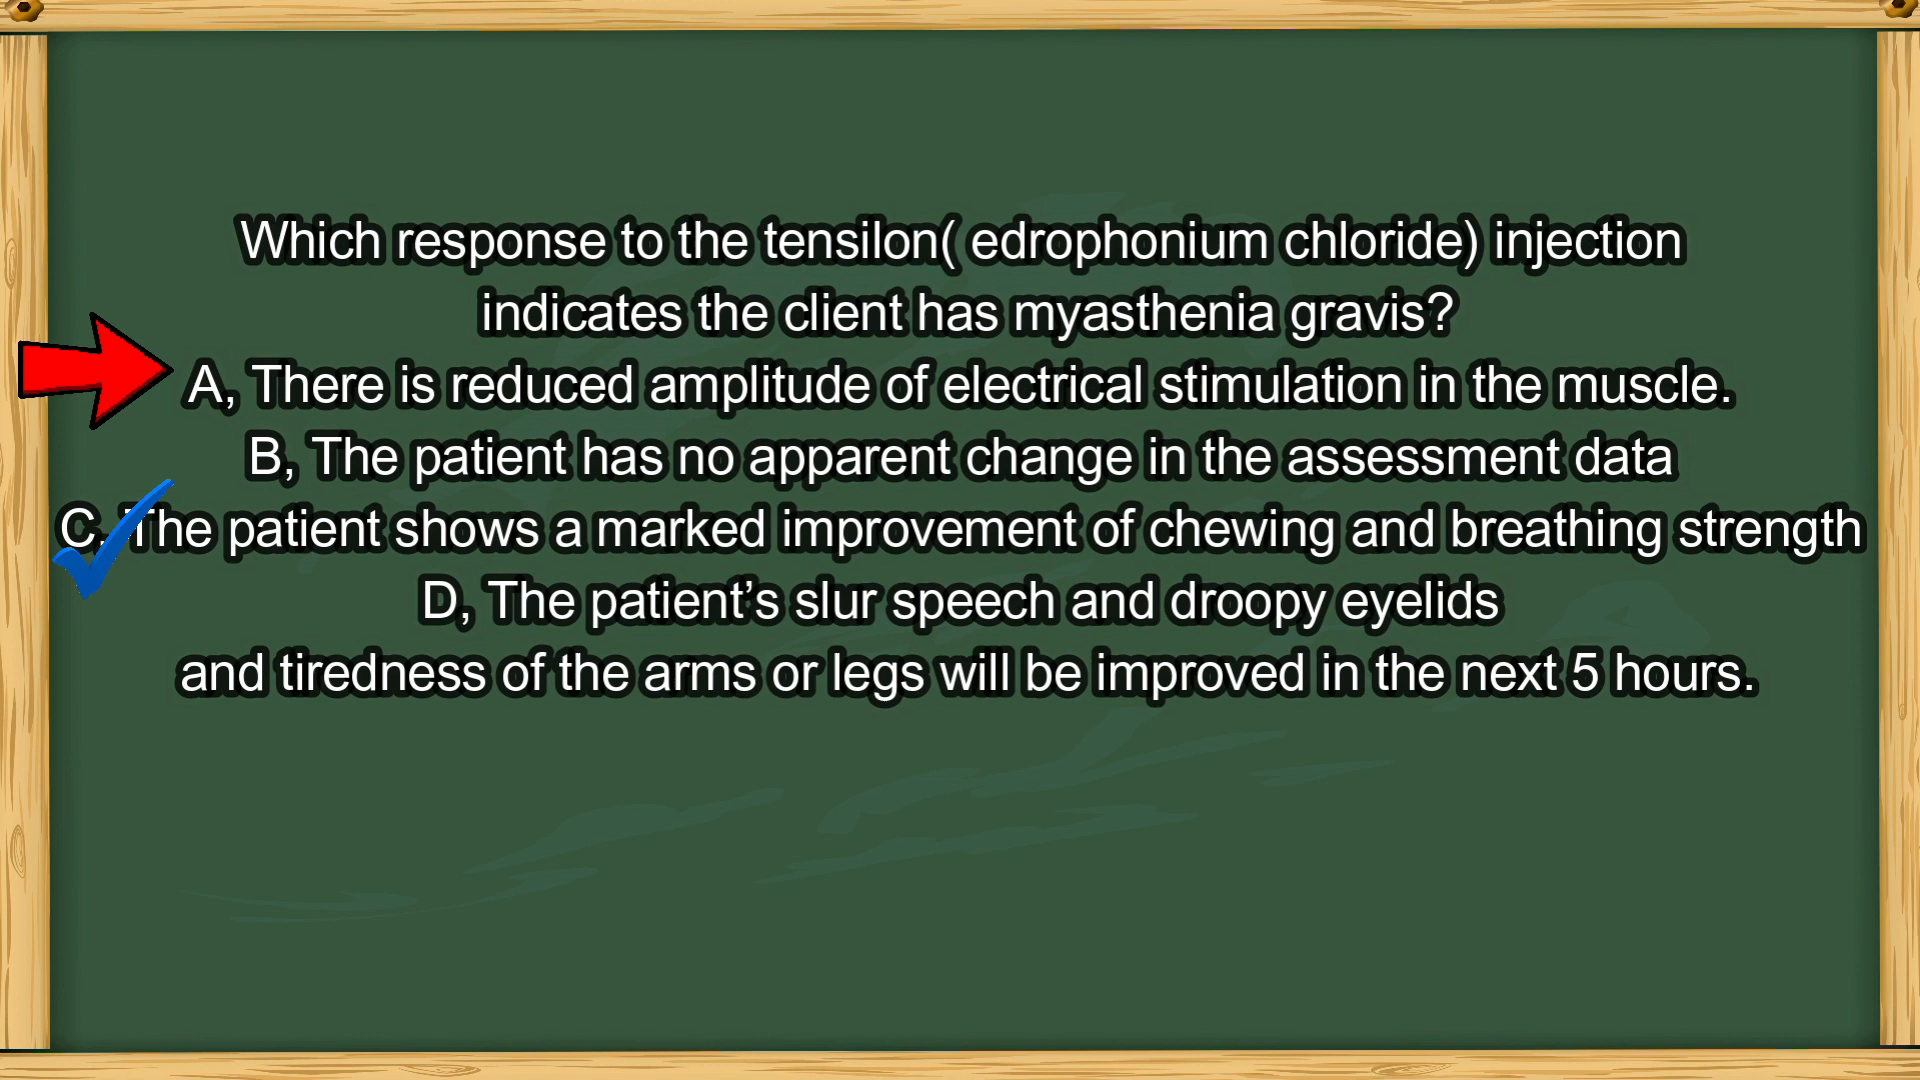 Which response to the tensilon( edrophonium chloride) injection
indicates the client has myasthenia gravis?
A, There is reduced amplitude of electrical stimulation in the muscle.
B, The patient has no apparent change in the assessment data
C, The patient shows a marked improvement of chewing and breathing strength
D, The patient’s slur speech and droopy eyelids
and tiredness of the arms or legs will be improved in the next 5 hours.